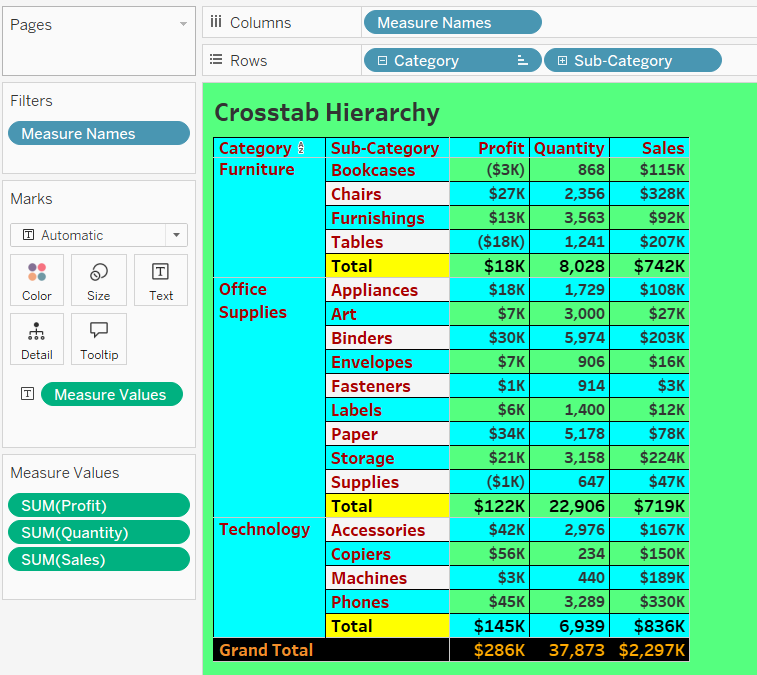 Pages
Columns
Measure Names
Rows
Category
Sub-Category
Filters
Measure Names
Marks
Automatic
Color
Size
Text
Detail
Tooltip
Measure Values
Measure Values
SUM(Profit)
SUM(Quantity)
SUM(Sales)
Crosstab Hierarchy
Category Sub-Category Profit Quantity Sales
Furniture Bookcases ($3K) 868 $115K
Chairs $27K 2,356 $328K
Furnishings $13K 3,563 $92K
Tables ($18K) 1,241 $207K
Total $18K 8,028 $742K
Office Appliances $18K 1,729 $108K
Supplies Art $7K 3,000 $27K
Binders $30K 5,974 $203K
Envelopes $7K 906 $16K
Fasteners $1K 914 $3K
Labels $6K 1,400 $12K
Paper $34K 5,178 $78K
Storage $21K 3,158 $224K
Supplies ($1K) 647 $47K
Total $122K 22,906 $719K
Technology Accessories $42K 2,976 $167K
Copiers $56K 234 $150K
Machines $3K 440 $189K
Phones $45K 3,289 $330K
Total $145K 6,939 $836K
Grand Total $286K 37,873 $2,297K